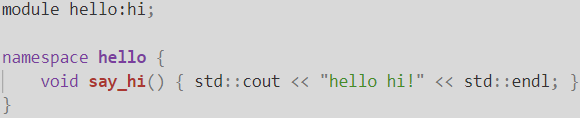 module hello:hi;
namespace hello {
    void say_hi() { std::cout << "hello hi!" << std::endl; }
}